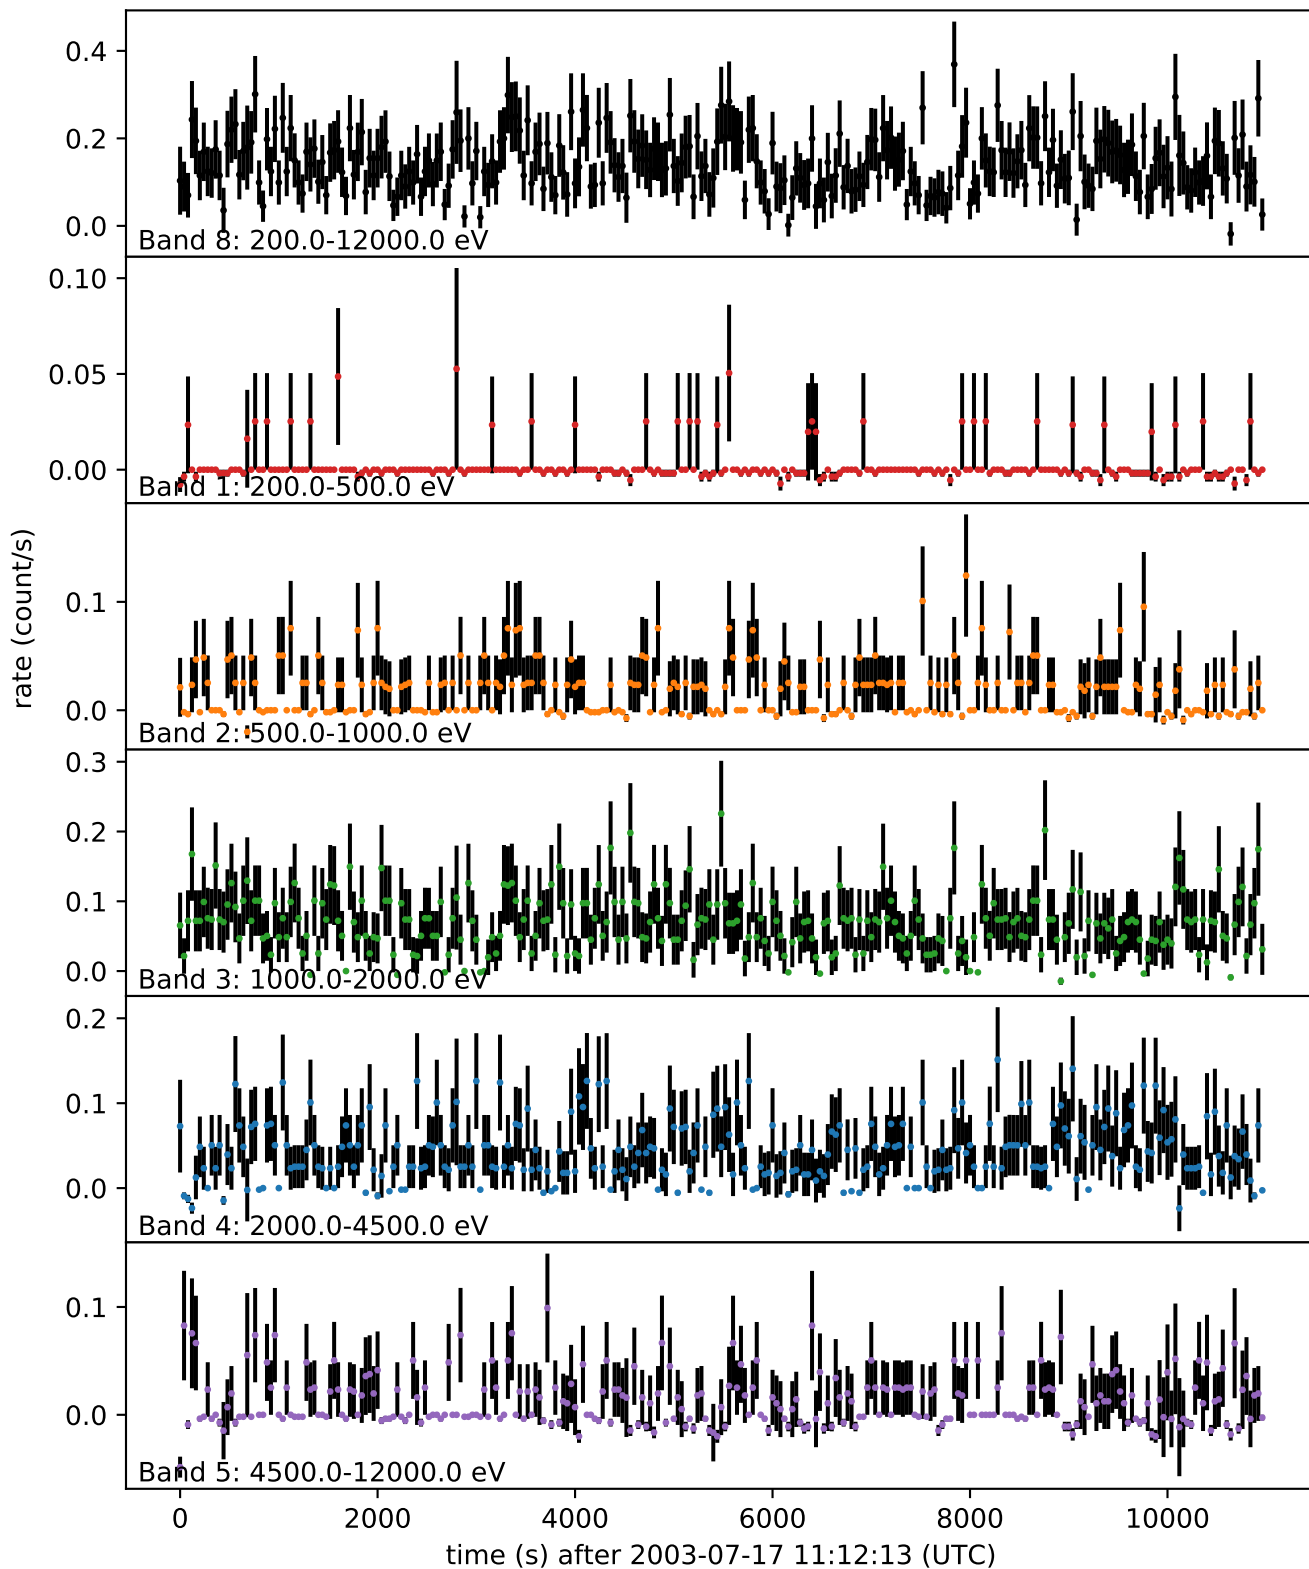 0.4
0.2
0.0
Band 8: 200.0-12000.0 eV
0.10
0.05
0.00
Band 1: 200.0-500.0 eV
0.1
0.0
Band 2: 500.0-1000.0 eV
rate (count/s)
0.3
0.2
0.1
0.0
Band 3: 1000.0-2000.0 eV
0.2
0.1
0.0
Band 4: 2000.0-4500.0 eV
0.1
0.0
Band 5: 4500.0-12000.0 eV
0 2000 4000 6000 8000 10000
time (s) after 2003-07-17 11:12:13 (UTC)